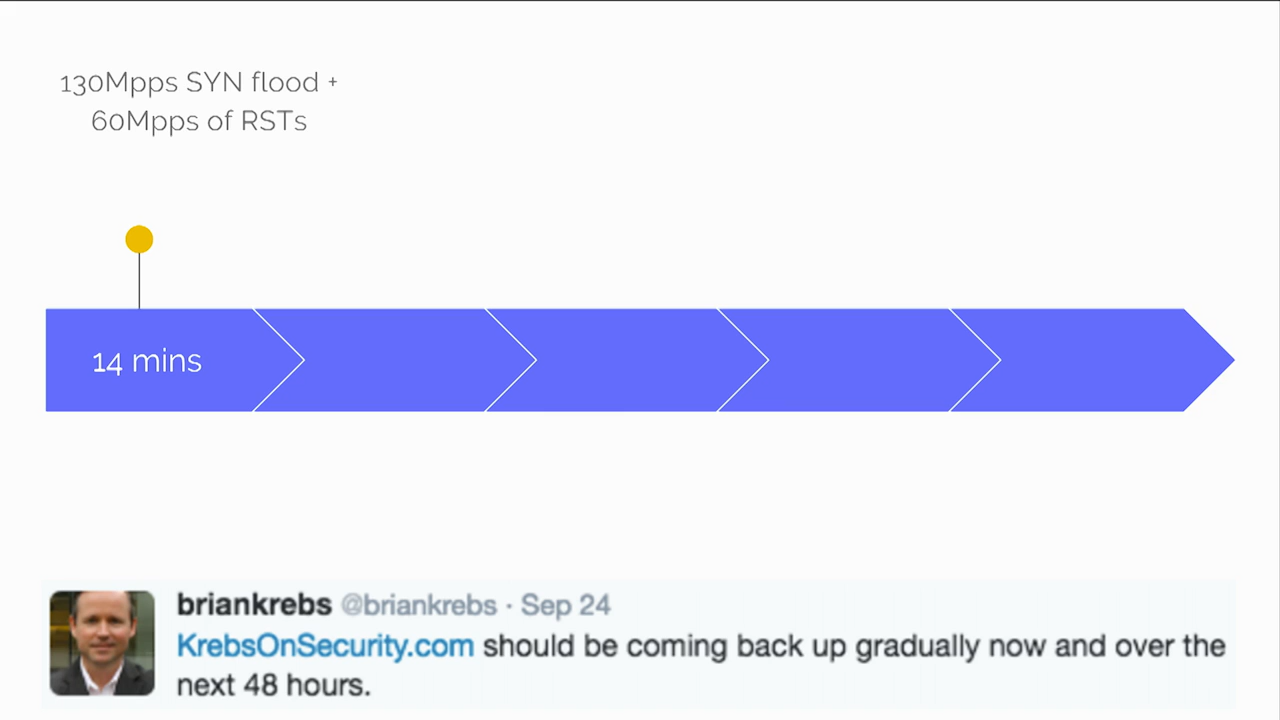 130Mpps SYN flood +
60Mpps of RSTs
14 mins
briankrebs @briankrebs · Sep 24
KrebsOnSecurity.com should be coming back up gradually now and over the
next 48 hours.